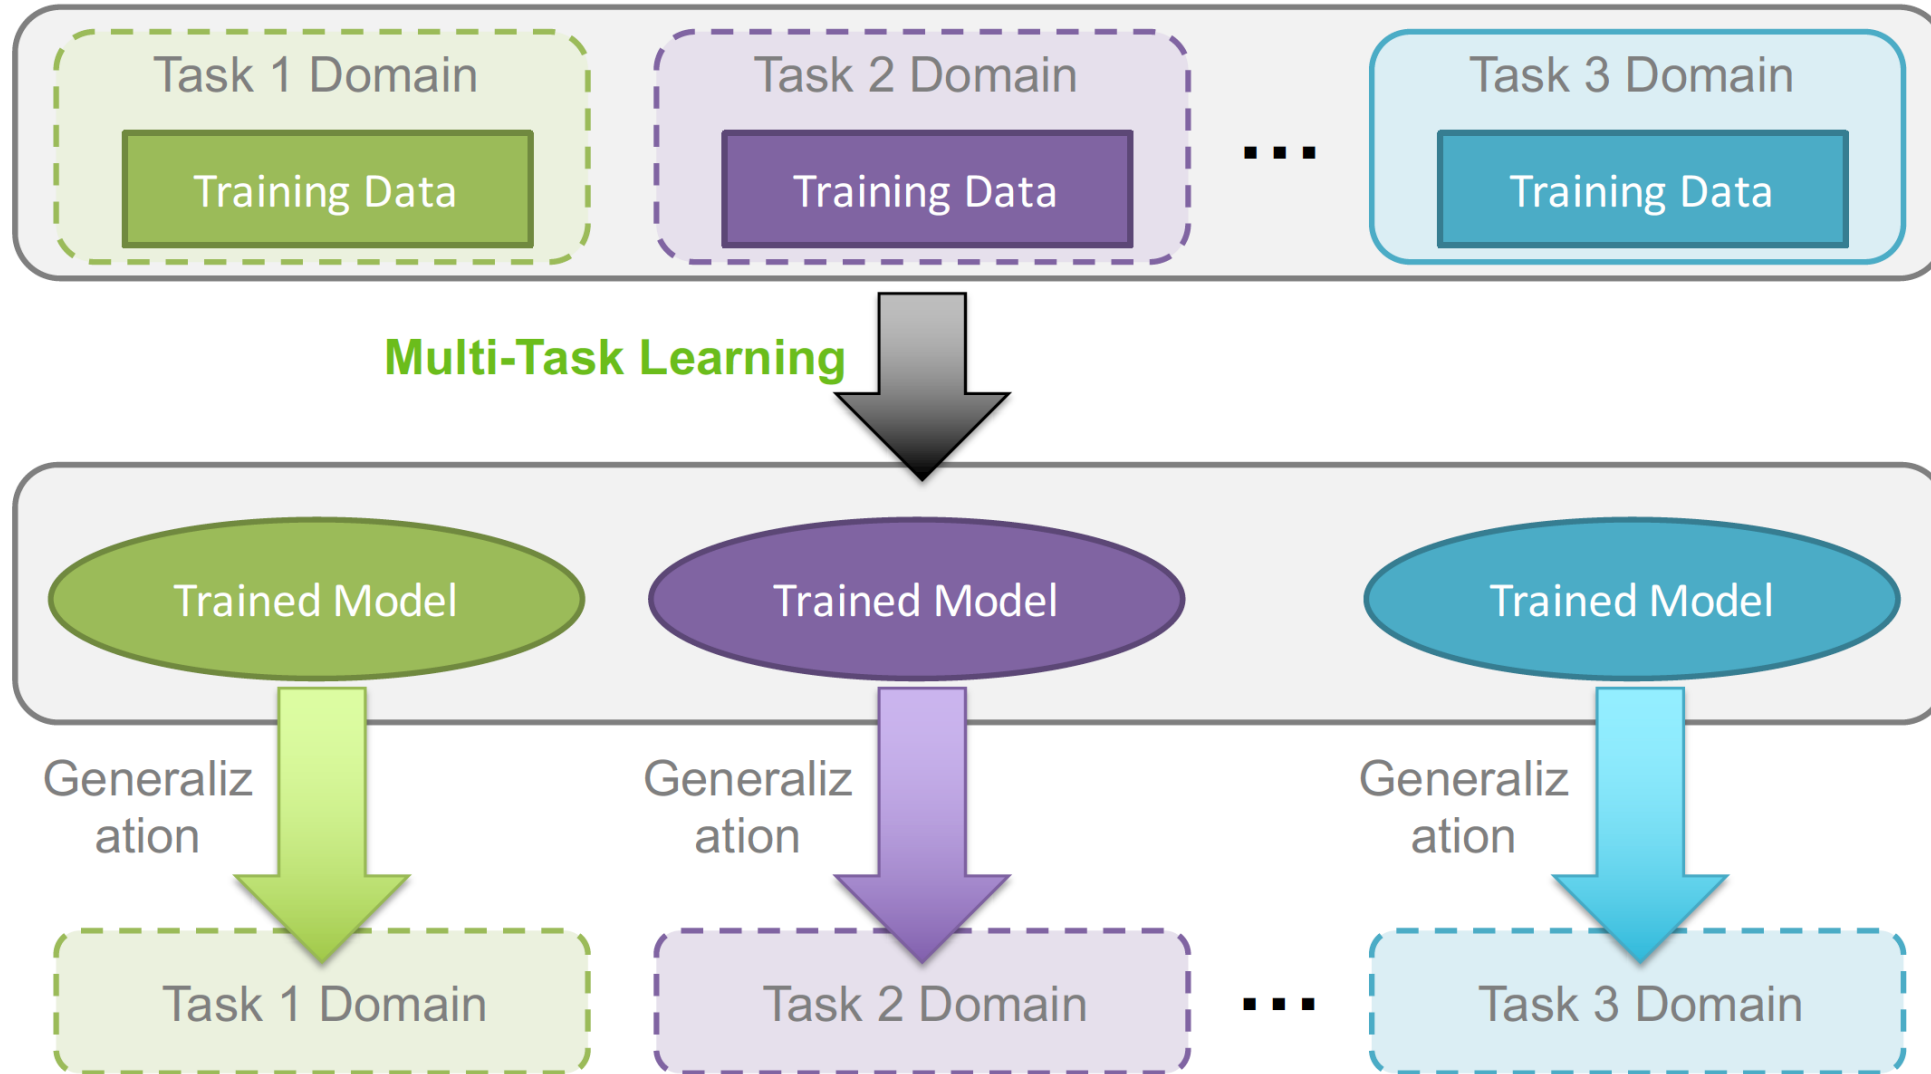 Task 1 Domain
Task 2 Domain
Task 3 Domain
Training Data
Training Data
...
Training Data
Multi-Task Learning
Trained Model
Trained Model
Trained Model
Generaliz
ation
Generaliz
ation
Generaliz
ation
Task 1 Domain
Task 2 Domain
...
Task 3 Domain